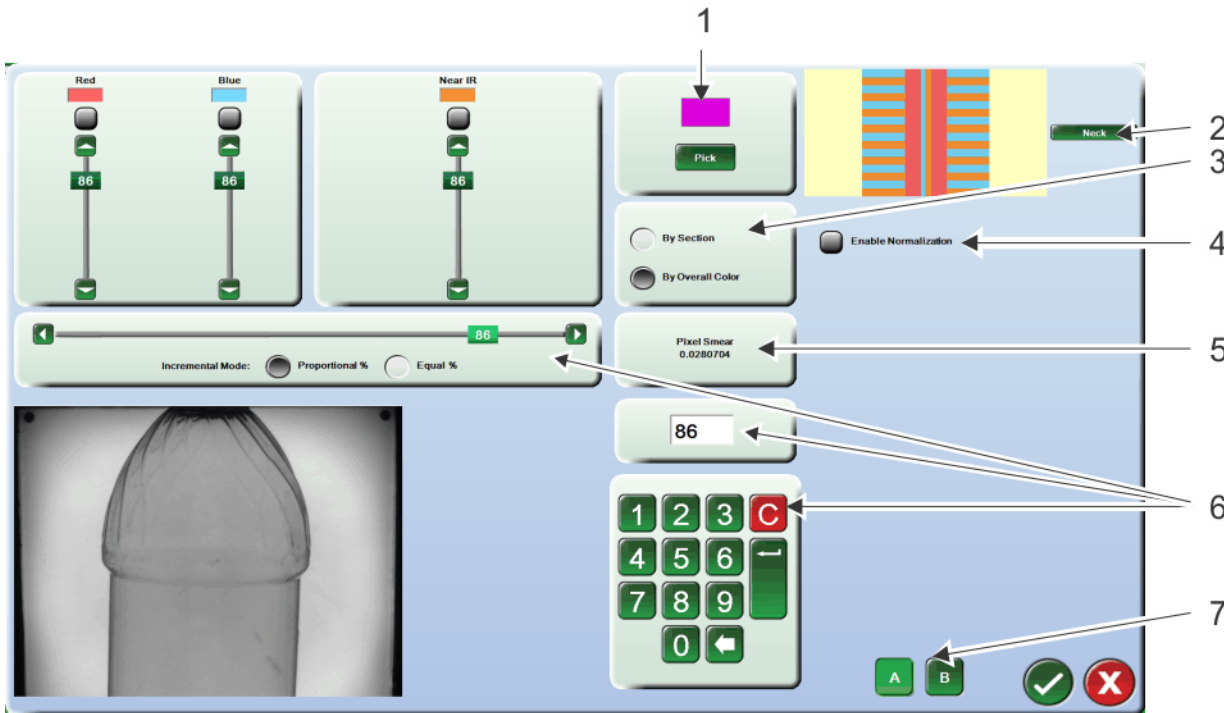 1
Red
Blue
Near IR
86
86
86
Pick
Neck
2
3
By Section
By Overall Color
Enable Normalization
4
86
Incremental Mode: Proportional % Equal %
Pixel Smear
0.0280704
5
86
6
1 2 3 C
4 5 6
7 8 9
0
7
A B